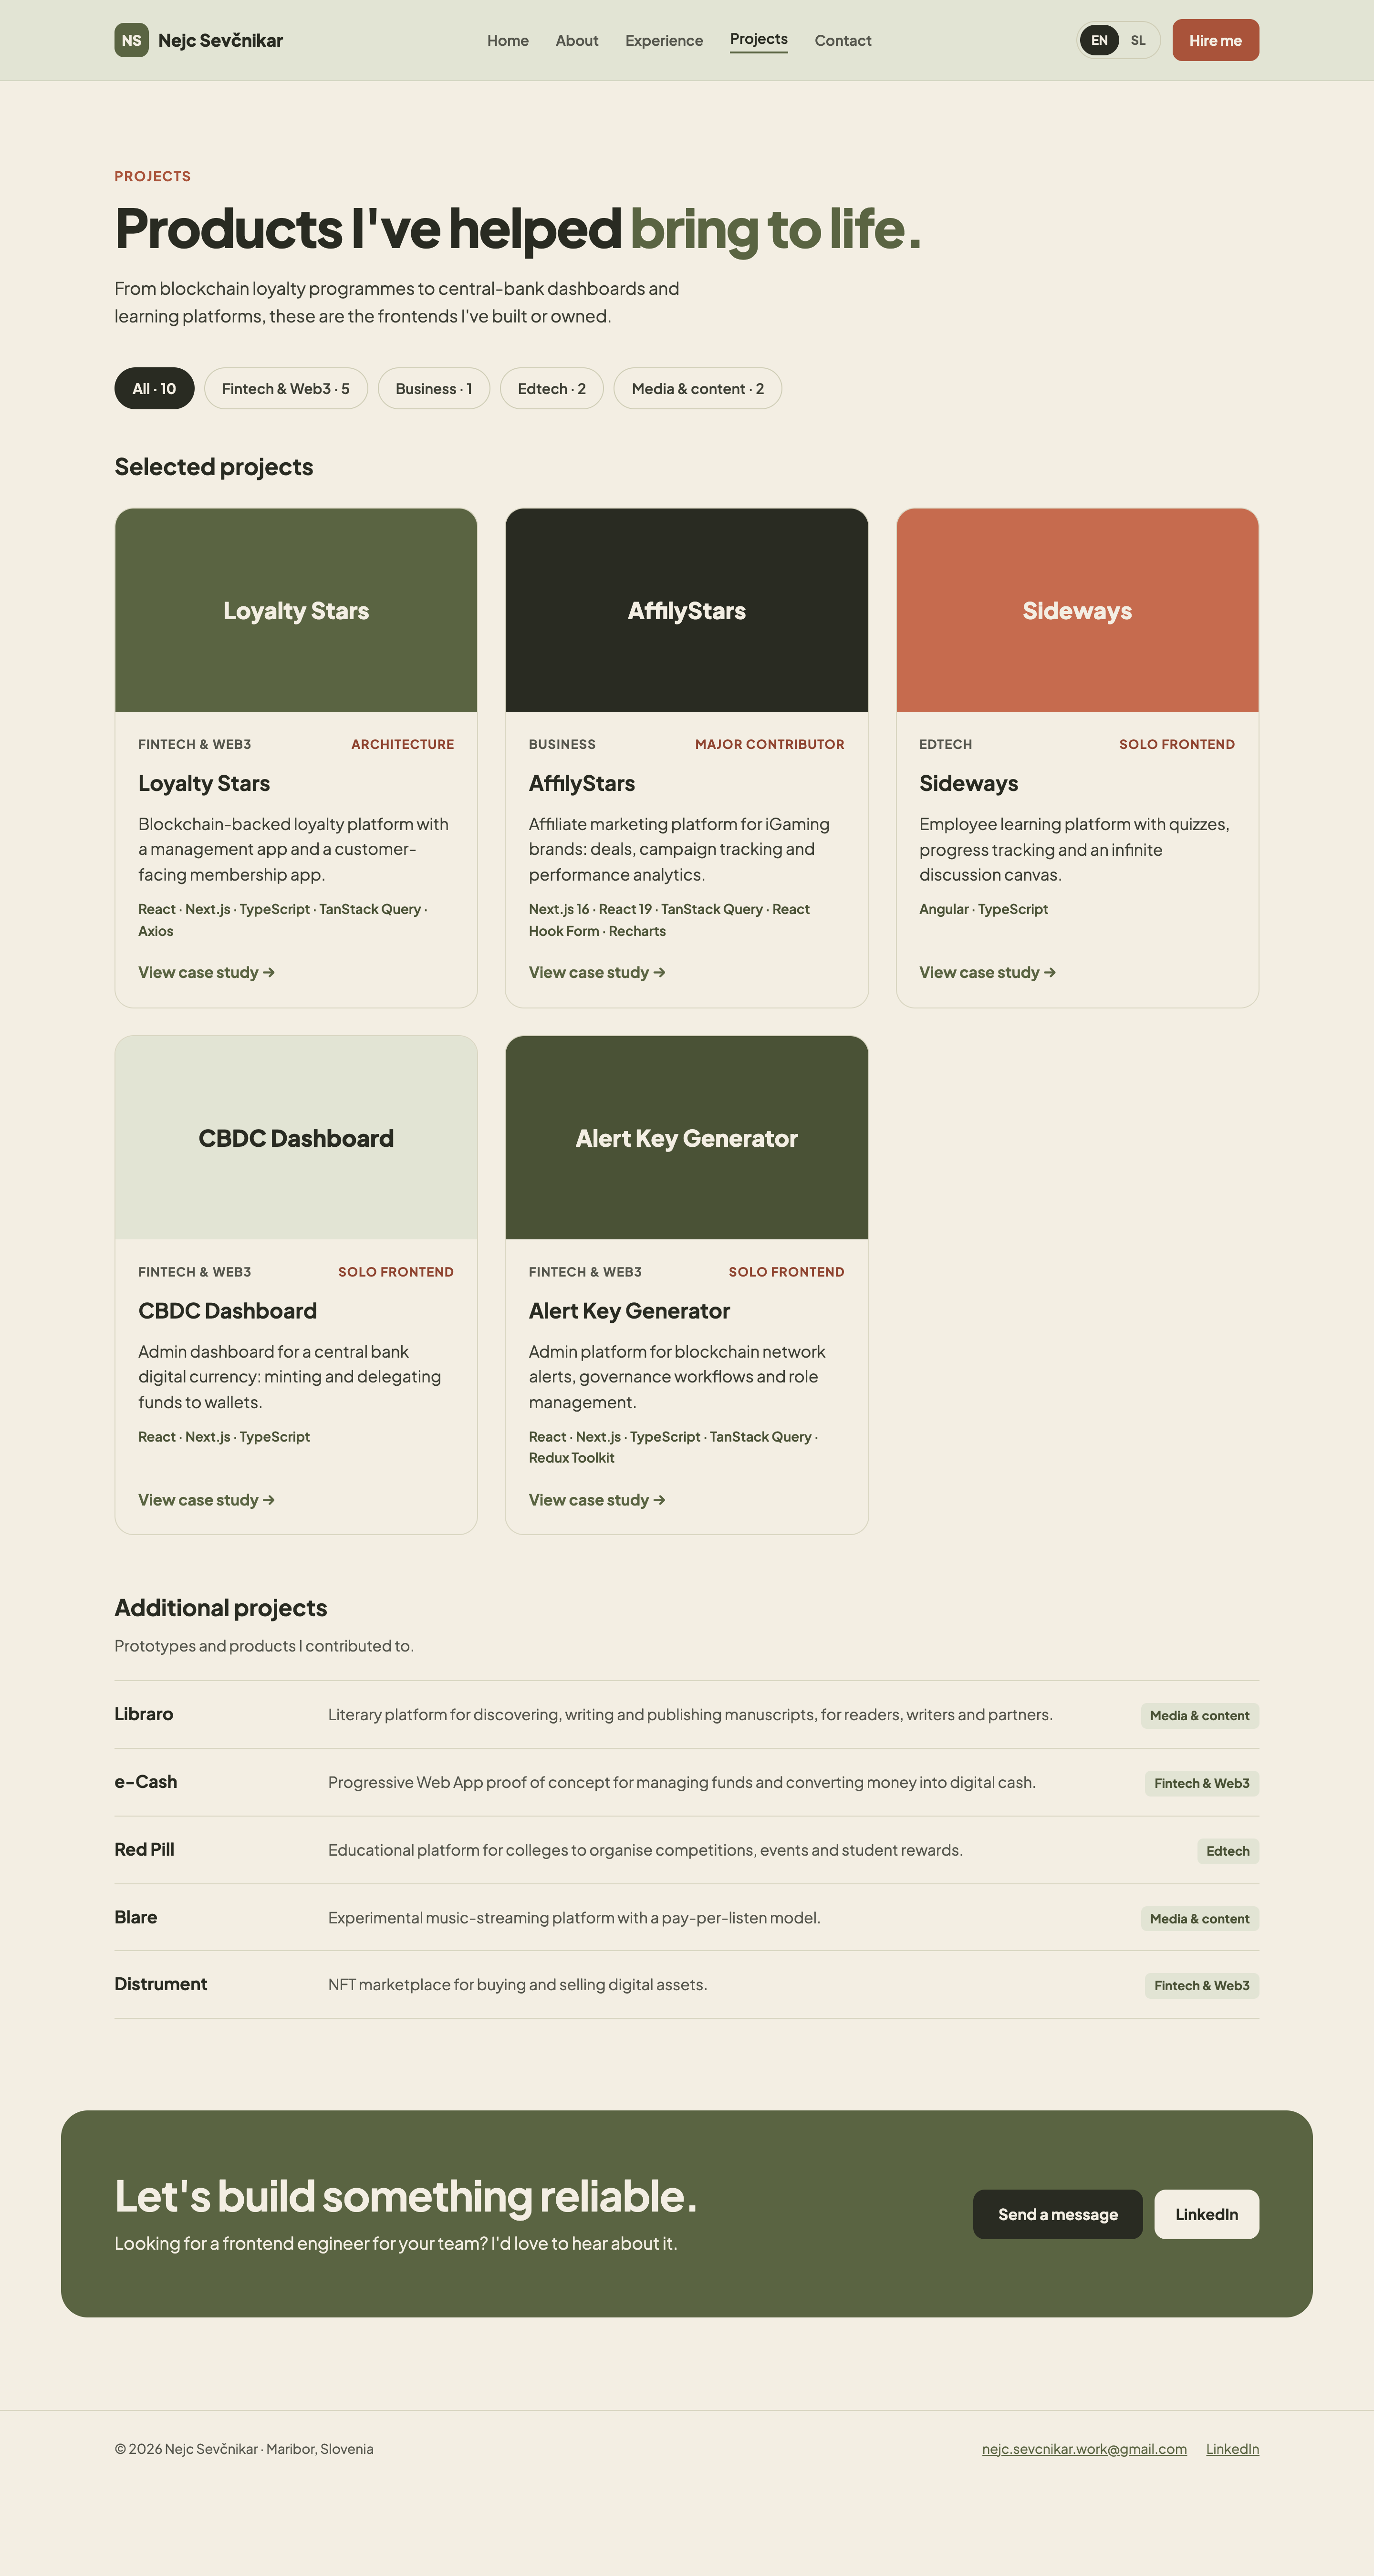 NS Nejc Sevčnikar
Home About Experience Projects Contact
EN SL Hire me
PROJECTS
Products I've helped bring to life.
From blockchain loyalty programmes to central-bank dashboards and
learning platforms, these are the frontends I've built or owned.
All · 10 Fintech & Web3 · 5 Business · 1 Edtech · 2 Media & content · 2
Selected projects
Loyalty Stars
FINTECH & WEB3 ARCHITECTURE
Loyalty Stars
Blockchain-backed loyalty platform with
a management app and a customer-
facing membership app.
React · Next.js · TypeScript · TanStack Query ·
Axios
View case study →
AffilyStars
BUSINESS MAJOR CONTRIBUTOR
AffilyStars
Affiliate marketing platform for iGaming
brands: deals, campaign tracking and
performance analytics.
Next.js 16 · React 19 · TanStack Query · React
Hook Form · Recharts
View case study →
Sideways
EDTECH SOLO FRONTEND
Sideways
Employee learning platform with quizzes,
progress tracking and an infinite
discussion canvas.
Angular · TypeScript
View case study →
CBDC Dashboard
FINTECH & WEB3 SOLO FRONTEND
CBDC Dashboard
Admin dashboard for a central bank
digital currency: minting and delegating
funds to wallets.
React · Next.js · TypeScript
View case study →
Alert Key Generator
FINTECH & WEB3 SOLO FRONTEND
Alert Key Generator
Admin platform for blockchain network
alerts, governance workflows and role
management.
React · Next.js · TypeScript · TanStack Query ·
Redux Toolkit
View case study →
Additional projects
Prototypes and products I contributed to.
Libraro Literary platform for discovering, writing and publishing manuscripts, for readers, writers and partners. Media & content
e-Cash Progressive Web App proof of concept for managing funds and converting money into digital cash. Fintech & Web3
Red Pill Educational platform for colleges to organise competitions, events and student rewards. Edtech
Blare Experimental music-streaming platform with a pay-per-listen model. Media & content
Distrument NFT marketplace for buying and selling digital assets. Fintech & Web3
Let's build something reliable.
Looking for a frontend engineer for your team? I'd love to hear about it.
Send a message LinkedIn
© 2026 Nejc Sevčnikar · Maribor, Slovenia
nejc.sevcnikar.work@gmail.com LinkedIn